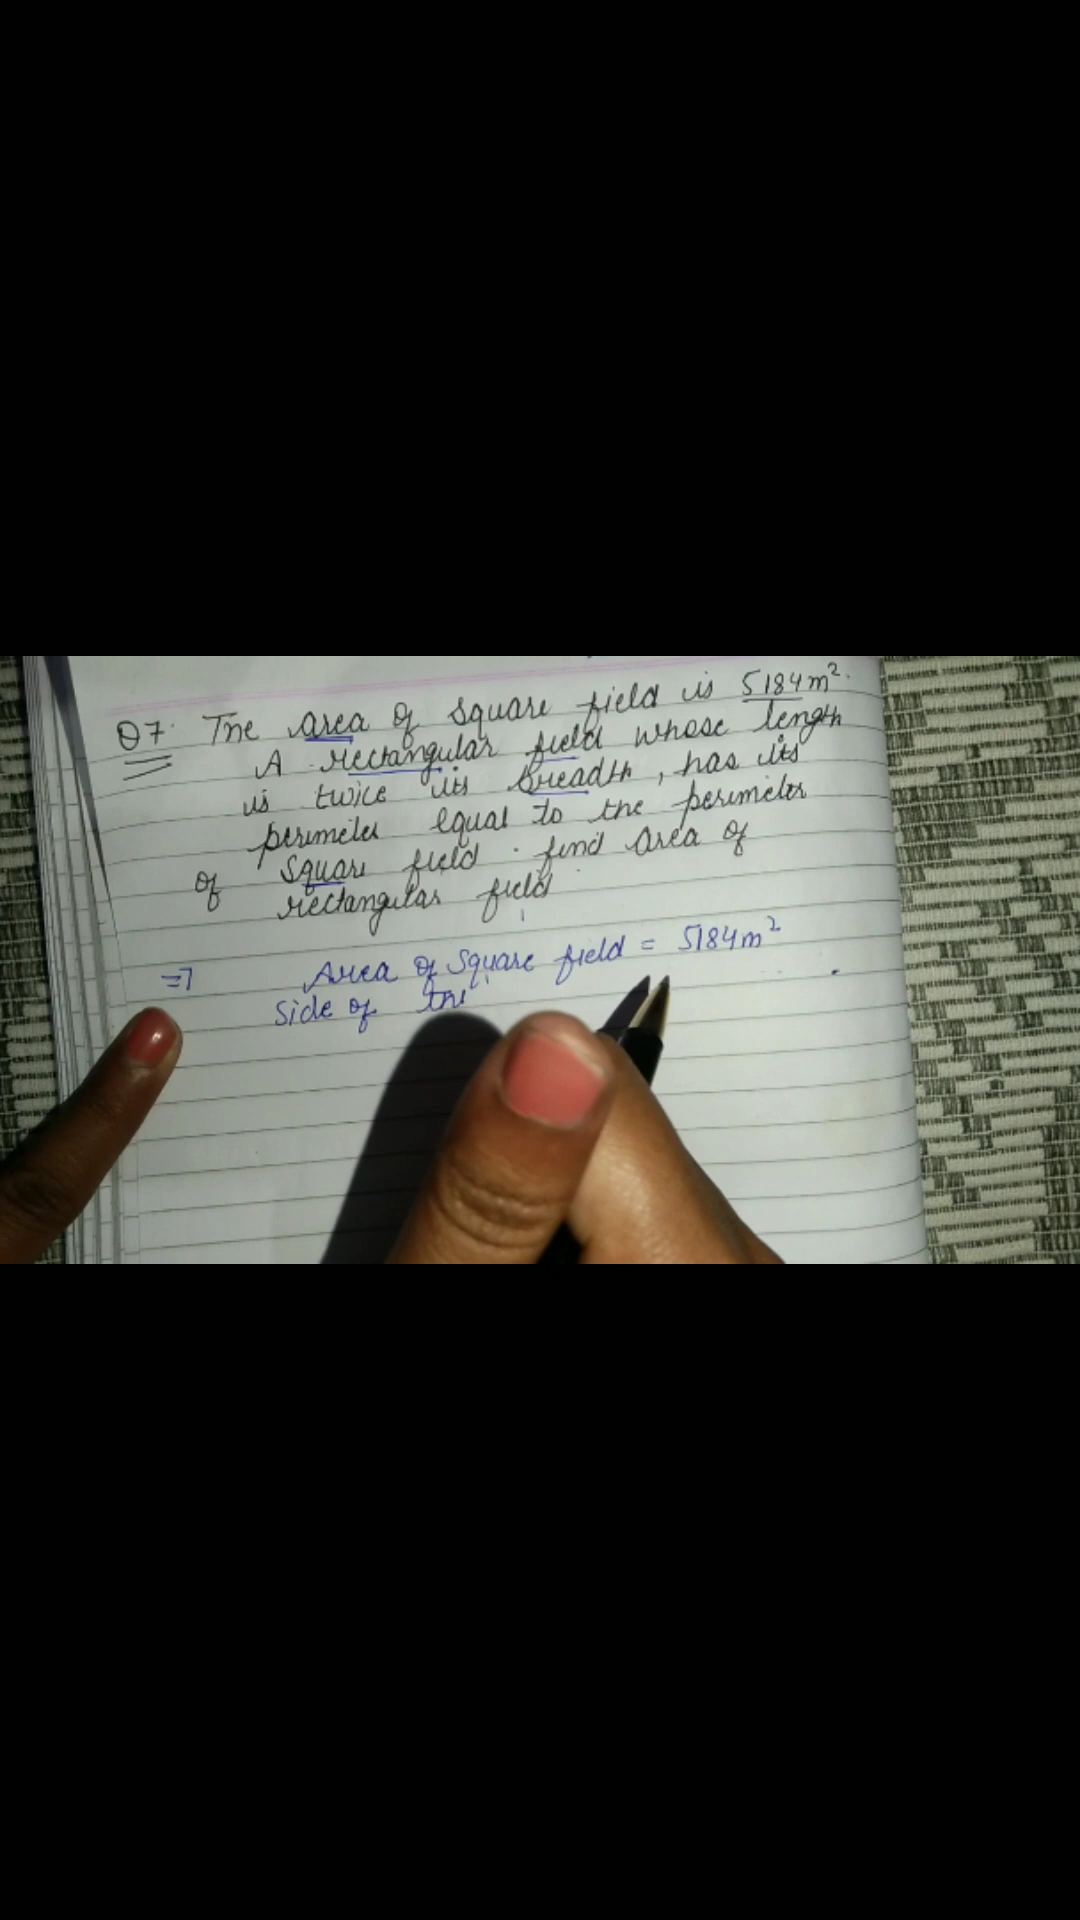 Q7. The area of square field is 5184m².
A rectangular field whose length
is twice its breadth, has its
perimeter equal to the perimeter
of square field. find area of
rectangular field
⇒ Area of square field = 5184m²
Side of the